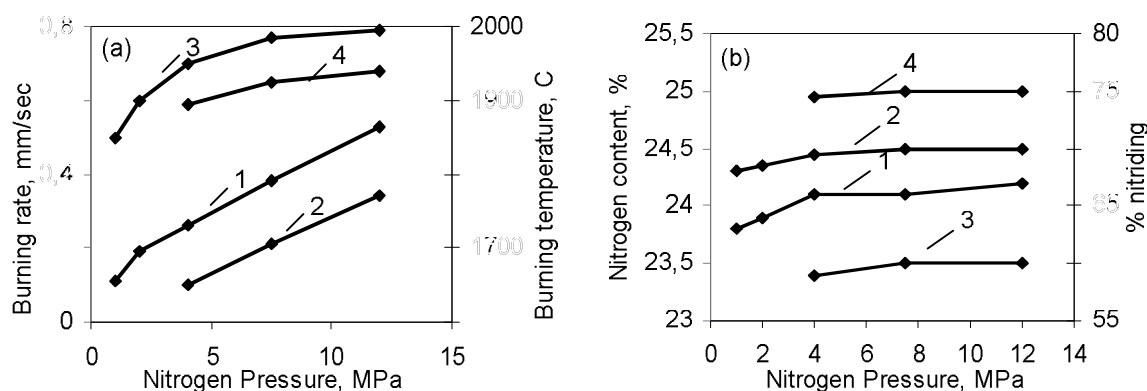 0,8
0,4
0
Burning rate, mm/sec
(a)
3
4
1
2
2000
1900
1700
Burning temperature, C
0 5 10 15
Nitrogen Pressure, MPa
25,5
25
24,5
24
23,5
23
Nitrogen content, %
(b)
4
2
1
3
80
75
65
55
% nitriding
0 2 4 6 8 10 12 14
Nitrogen Pressure, MPa